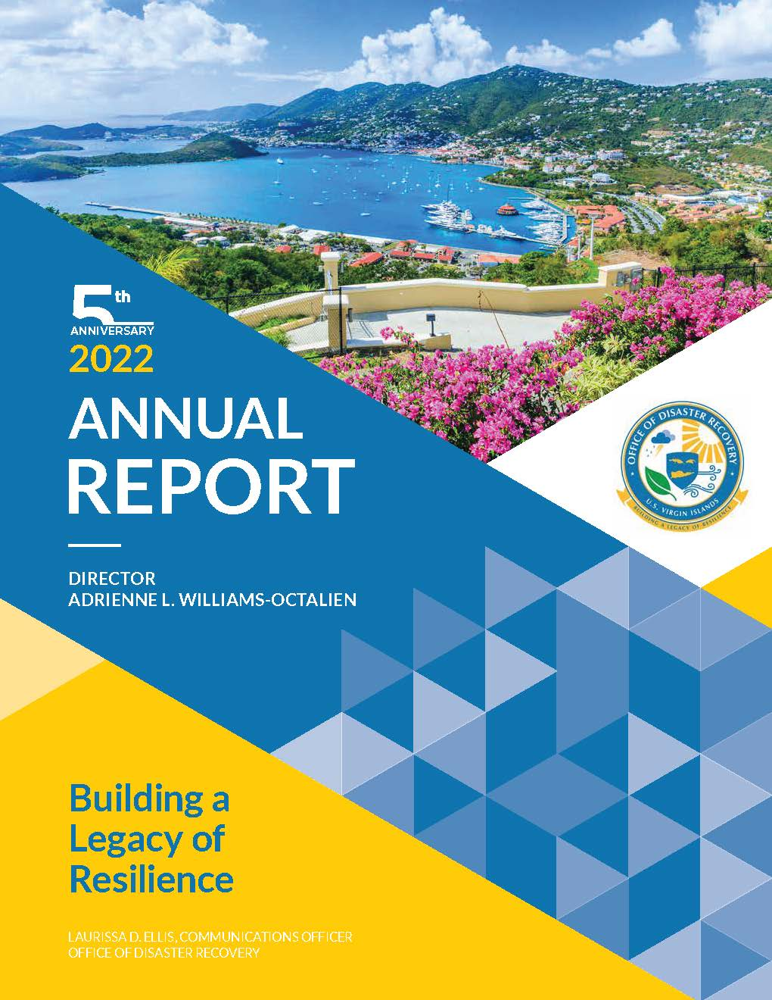 5th
ANNIVERSARY
2022
ANNUAL
REPORT
OFFICE OF DISASTER RECOVERY
U.S. VIRGIN ISLANDS
BUILDING A LEGACY OF RESILIENCE
DIRECTOR
ADRIENNE L. WILLIAMS-OCTALIEN
Building a
Legacy of
Resilience
LAURISSA D. ELLIS, COMMUNICATIONS OFFICER
OFFICE OF DISASTER RECOVERY